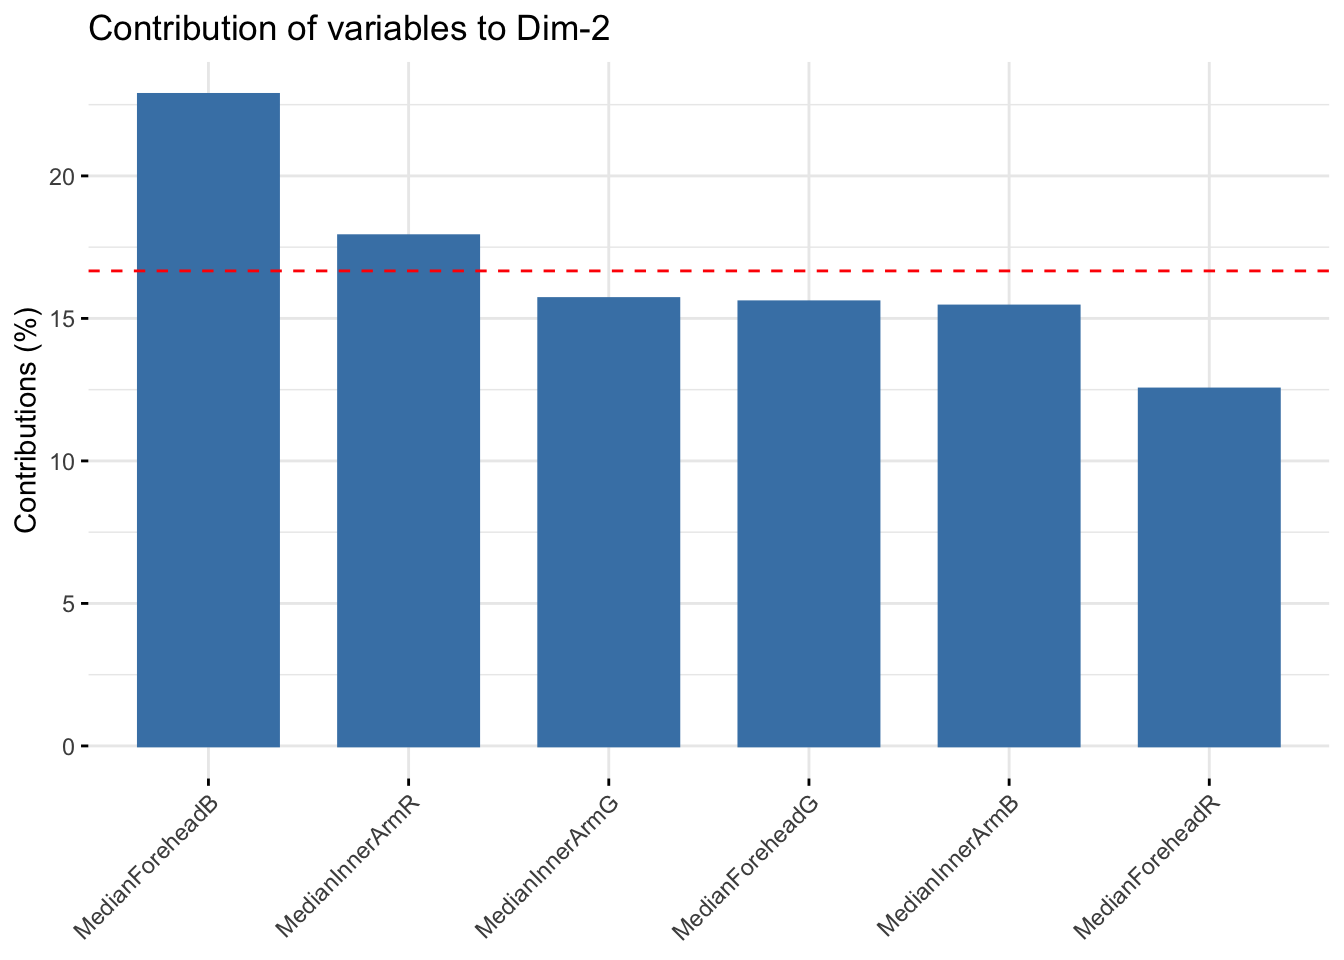 Contribution of variables to Dim-2
Contributions (%)
20
15
10
5
0
MedianForeheadB
MedianInnerArmR
MedianInnerArmG
MedianForeheadG
MedianInnerArmB
MedianForeheadR